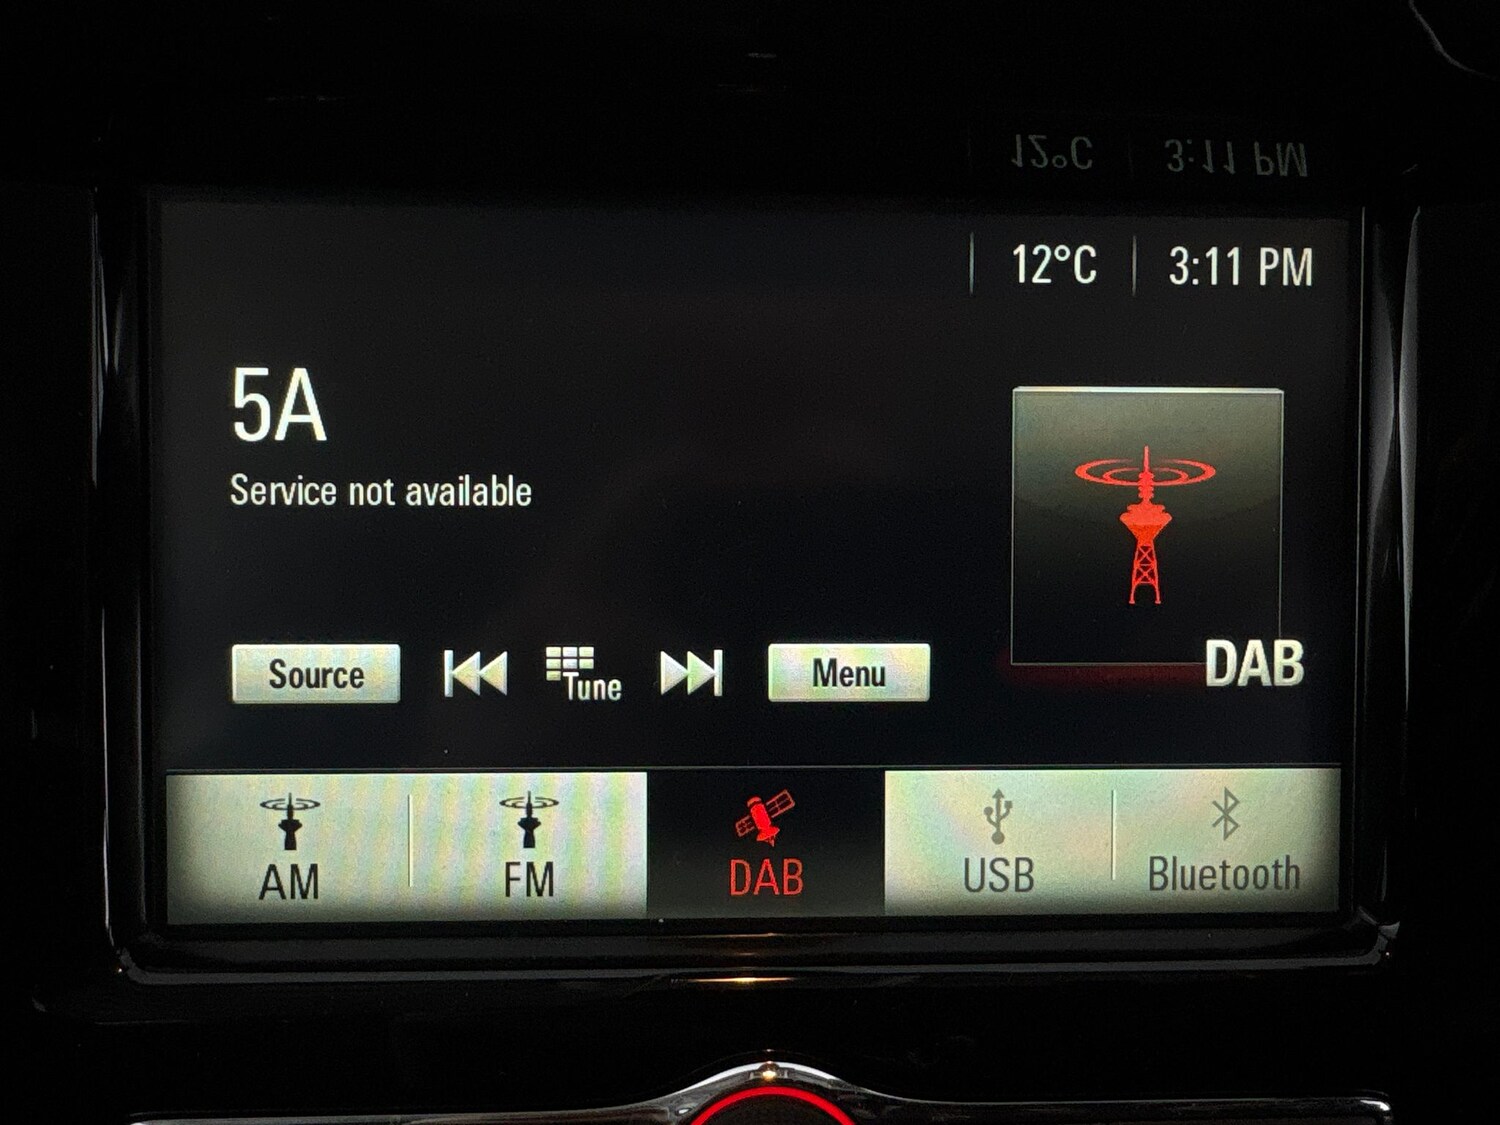 12°C 3:11 PM
5A
Service not available
DAB
Source Tune Menu
AM FM DAB USB Bluetooth